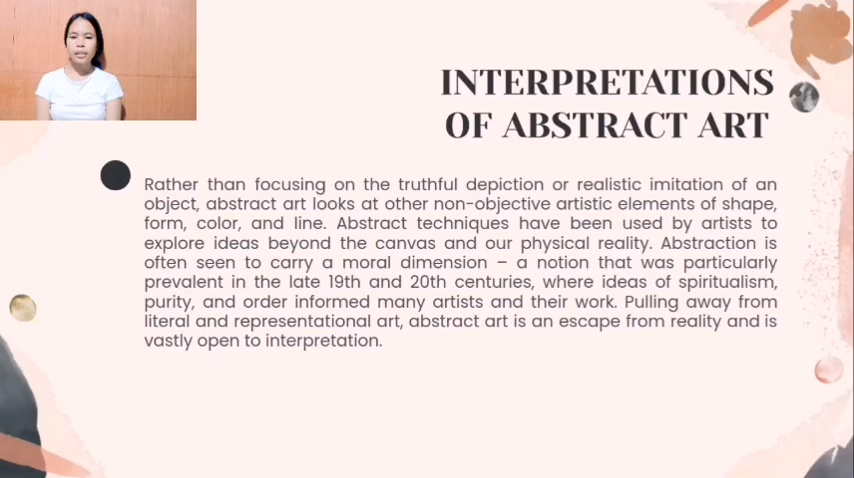 INTERPRETATIONS
OF ABSTRACT ART
Rather than focusing on the truthful depiction or realistic imitation of an
object, abstract art looks at other non-objective artistic elements of shape,
form, color, and line. Abstract techniques have been used by artists to
explore ideas beyond the canvas and our physical reality. Abstraction is
often seen to carry a moral dimension – a notion that was particularly
prevalent in the late 19th and 20th centuries, where ideas of spiritualism,
purity, and order informed many artists and their work. Pulling away from
literal and representational art, abstract art is an escape from reality and is
vastly open to interpretation.